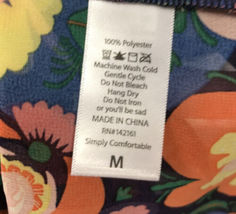 100% Polyester
Machine Wash Cold
Gentle Cycle
Do Not Bleach
Hang Dry
Do Not Iron
or you'll be sad
MADE IN CHINA
RN#142161
Simply Comfortable
M